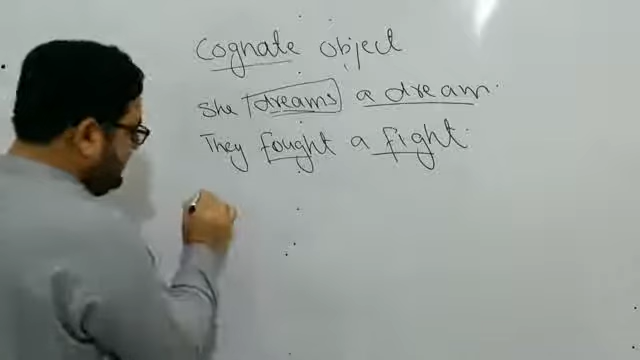 Cognate object
She dreams a dream.
They fought a fight.